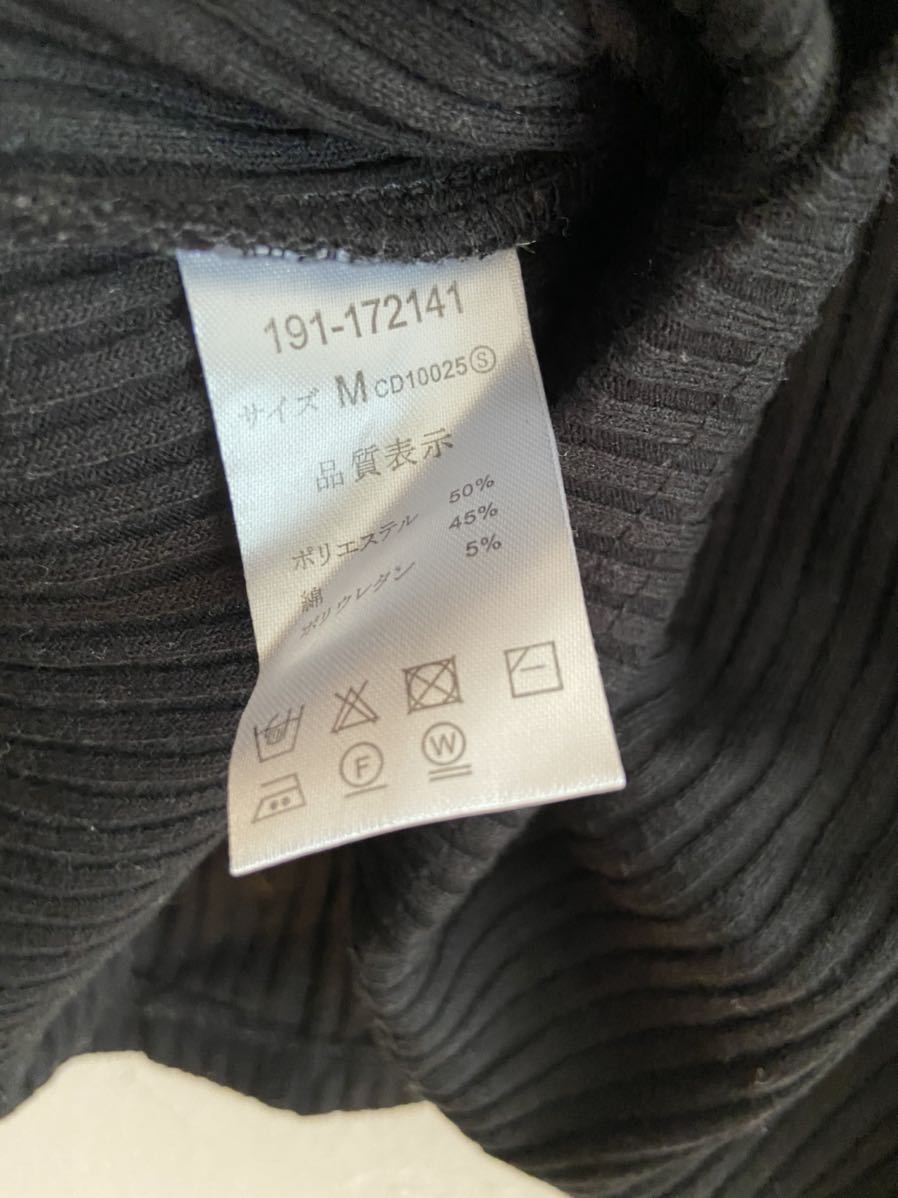 191-172141
サイズ M CD10025Ⓢ
品質表示
ポリエステル 50%
綿 45%
ポリウレタン 5%
F W